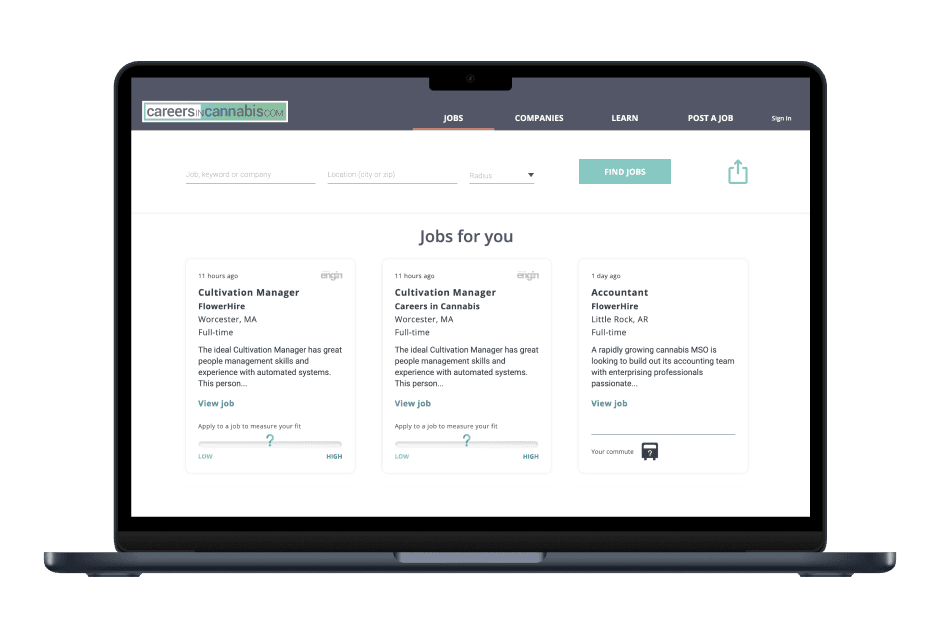 careersincannabis.com
JOBS COMPANIES LEARN POST A JOB Sign In
Job, keyword or company Location (city or zip) Radius FIND JOBS
Jobs for you
11 hours ago engin
Cultivation Manager
FlowerHire
Worcester, MA
Full-time
The ideal Cultivation Manager has great
people management skills and
experience with automated systems.
This person...
View job
Apply to a job to measure your fit
?
LOW HIGH
11 hours ago engin
Cultivation Manager
Careers in Cannabis
Worcester, MA
Full-time
The ideal Cultivation Manager has great
people management skills and
experience with automated systems.
This person...
View job
Apply to a job to measure your fit
?
LOW HIGH
1 day ago
Accountant
FlowerHire
Little Rock, AR
Full-time
A rapidly growing cannabis MSO is
looking to build out its accounting team
with enterprising professionals
passionate...
View job
Your commute ?